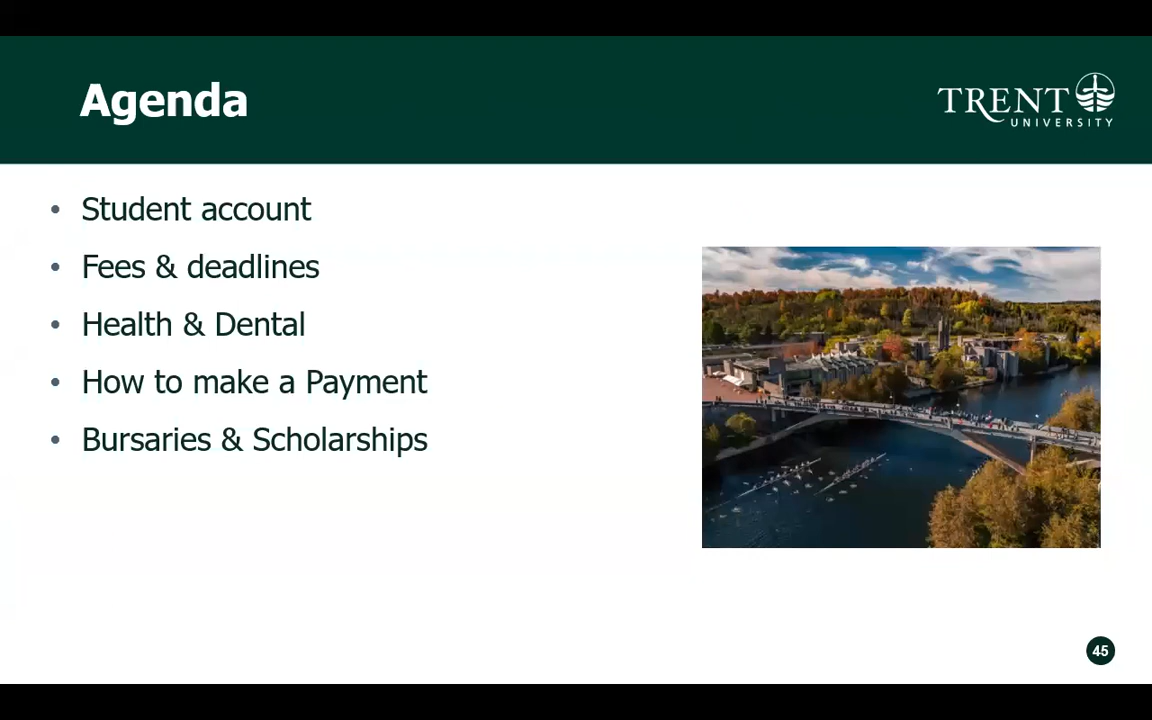 Agenda
TRENT
UNIVERSITY
• Student account
• Fees & deadlines
• Health & Dental
• How to make a Payment
• Bursaries & Scholarships
45